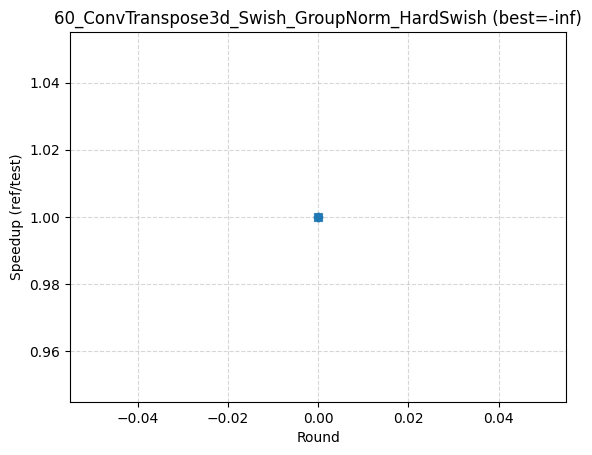 60_ConvTranspose3d_Swish_GroupNorm_HardSwish (best=-inf)
Speedup (ref/test)
1.04
1.02
1.00
0.98
0.96
−0.04 −0.02 0.00 0.02 0.04
Round